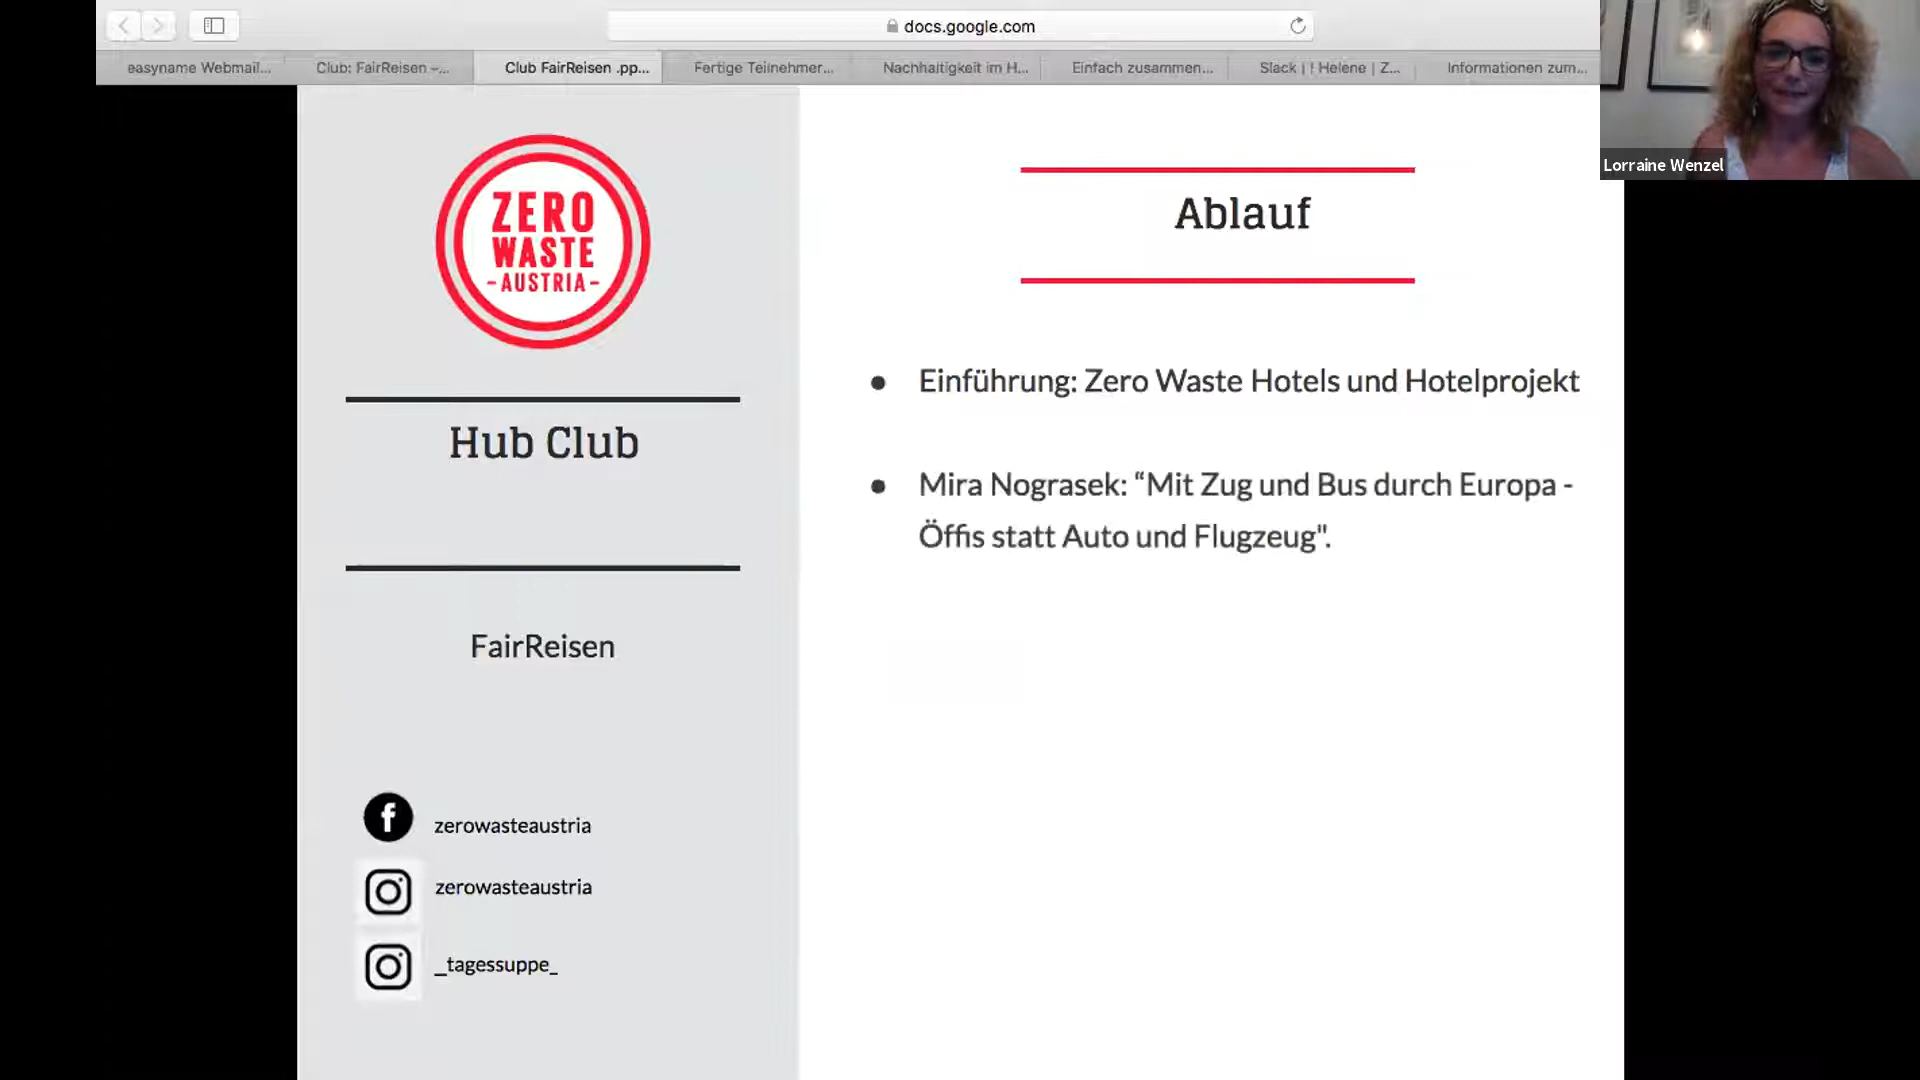 docs.google.com
easyname Webmail...
Club: FairReisen –...
Club FairReisen .pp...
Fertige Teilnehmer...
Nachhaltigkeit im H...
Einfach zusammen...
Slack | ! Helene | Z...
Informationen zum...
Lorraine Wenzel
ZERO
WASTE
-AUSTRIA-
Hub Club
FairReisen
zerowasteaustria
zerowasteaustria
_tagessuppe_
Ablauf
● Einführung: Zero Waste Hotels und Hotelprojekt
● Mira Nograsek: “Mit Zug und Bus durch Europa -
Öffis statt Auto und Flugzeug".